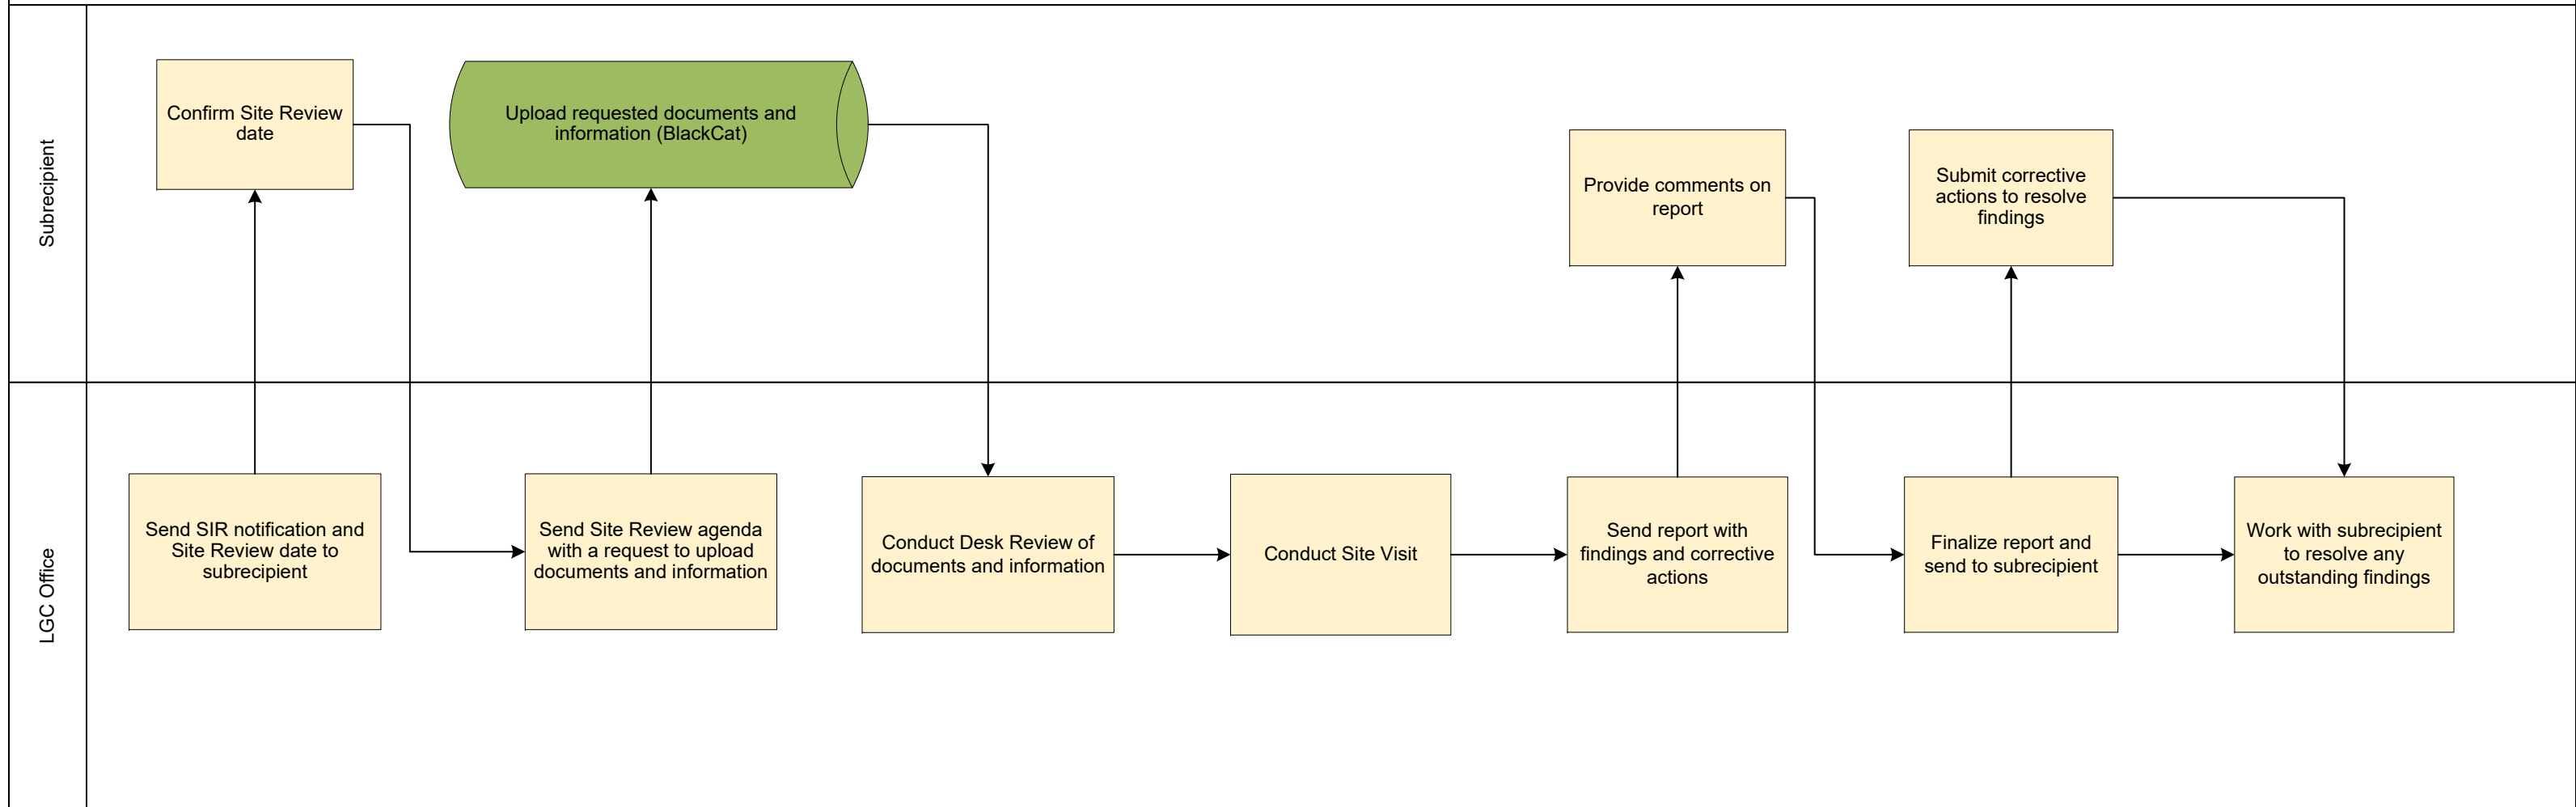 Subrecipient
Confirm Site Review
date
Upload requested documents and
information (BlackCat)
Provide comments on
report
Submit corrective
actions to resolve
findings
LGC Office
Send SIR notification and
Site Review date to
subrecipient
Send Site Review agenda
with a request to upload
documents and information
Conduct Desk Review of
documents and information
Conduct Site Visit
Send report with
findings and corrective
actions
Finalize report and
send to subrecipient
Work with subrecipient
to resolve any
outstanding findings